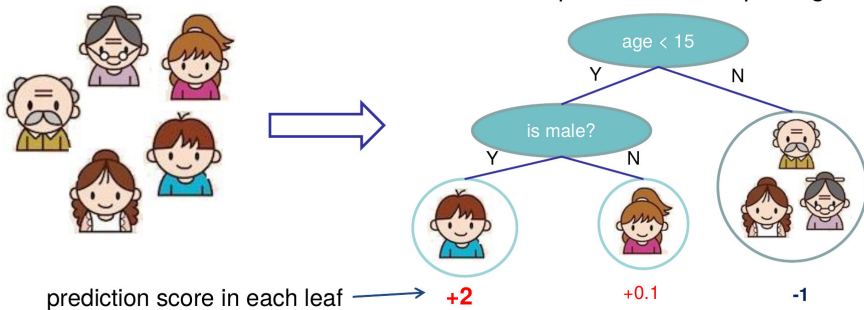 age < 15
Y
N
is male?
Y
N
prediction score in each leaf
+2
+0.1
-1